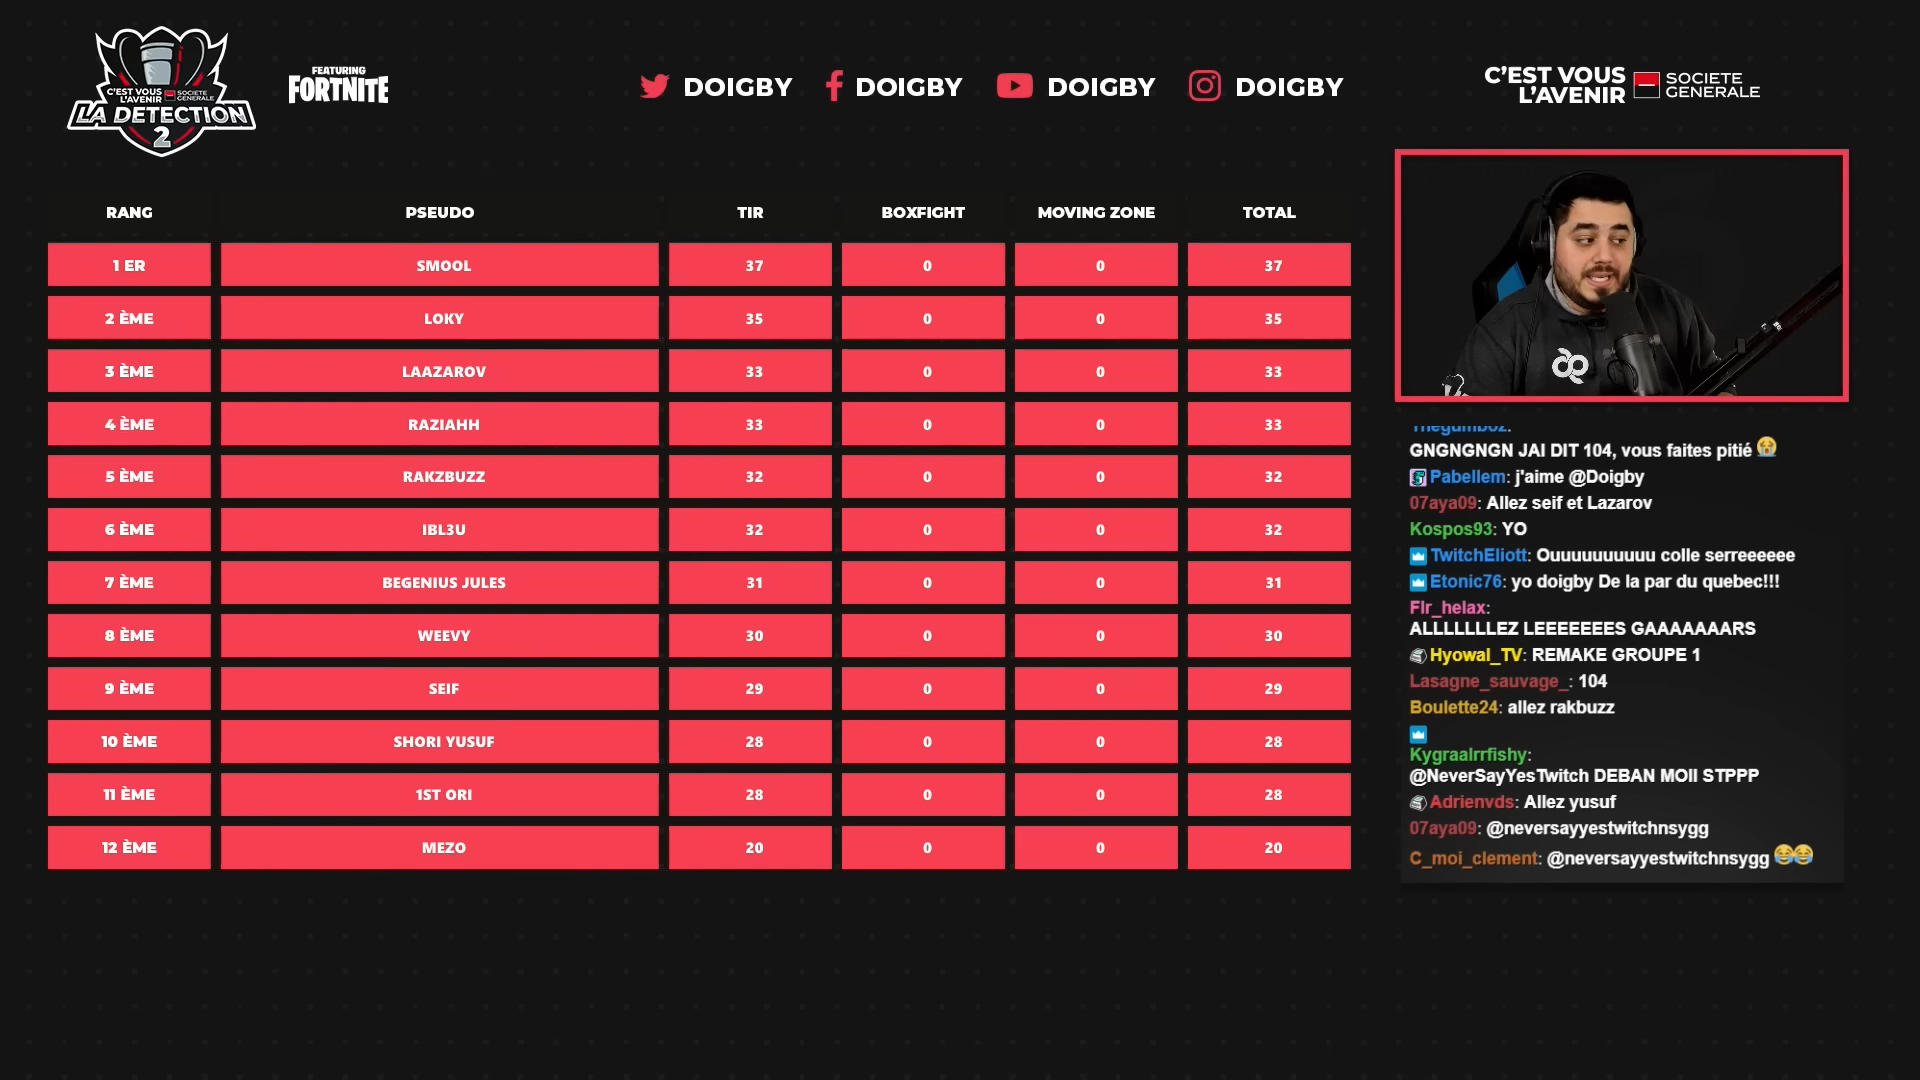 C'EST VOUS L'AVENIR SOCIETE GENERALE
LA DETECTION
2
FEATURING
FORTNITE
DOIGBY DOIGBY DOIGBY DOIGBY
C'EST VOUS
L'AVENIR
SOCIETE
GENERALE
RANG PSEUDO TIR BOXFIGHT MOVING ZONE TOTAL
1 ER SMOOL 37 0 0 37
2 ÈME LOKY 35 0 0 35
3 ÈME LAAZAROV 33 0 0 33
4 ÈME RAZIAHH 33 0 0 33
5 ÈME RAKZBUZZ 32 0 0 32
6 ÈME IBL3U 32 0 0 32
7 ÈME BEGENIUS JULES 31 0 0 31
8 ÈME WEEVY 30 0 0 30
9 ÈME SEIF 29 0 0 29
10 ÈME SHORI YUSUF 28 0 0 28
11 ÈME 1ST ORI 28 0 0 28
12 ÈME MEZO 20 0 0 20
GNGNGNGN JAI DIT 104, vous faites pitié 😭
Pabellem: j'aime @Doigby
07aya09: Allez seif et Lazarov
Kospos93: YO
TwitchEliott: Ouuuuuuuuuu colle serreeeeee
Etonic76: yo doigby De la par du quebec!!!
Flr_helax:
ALLLLLLLEZ LEEEEEEES GAAAAAAARS
Hyowal_TV: REMAKE GROUPE 1
Lasagne_sauvage_: 104
Boulette24: allez rakbuzz
Kygraalrrfishy:
@NeverSayYesTwitch DEBAN MOII STPPP
Adrienvds: Allez yusuf
07aya09: @neversayyestwitchnsygg
C_moi_clement: @neversayyestwitchnsygg 😂😂